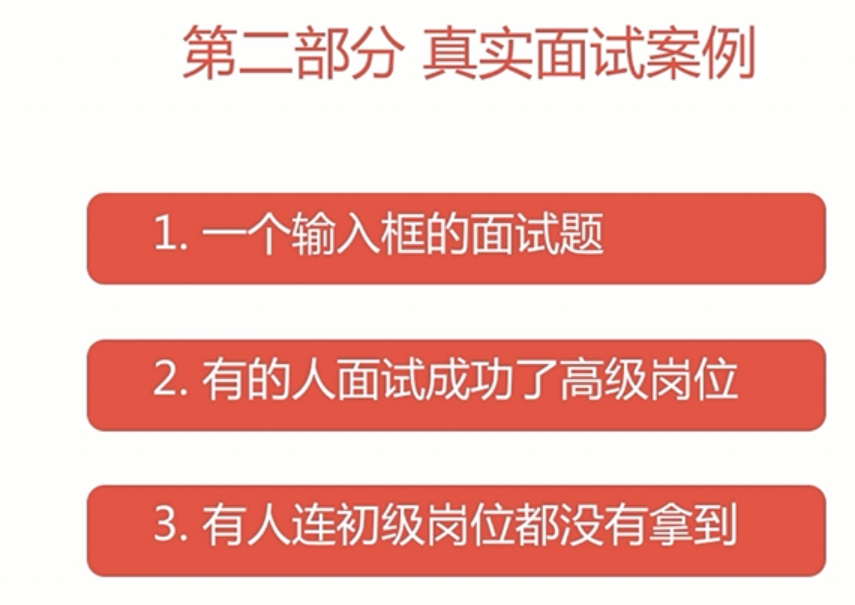 第二部分 真实面试案例
1. 一个输入框的面试题
2. 有的人面试成功了高级岗位
3. 有人连初级岗位都没有拿到